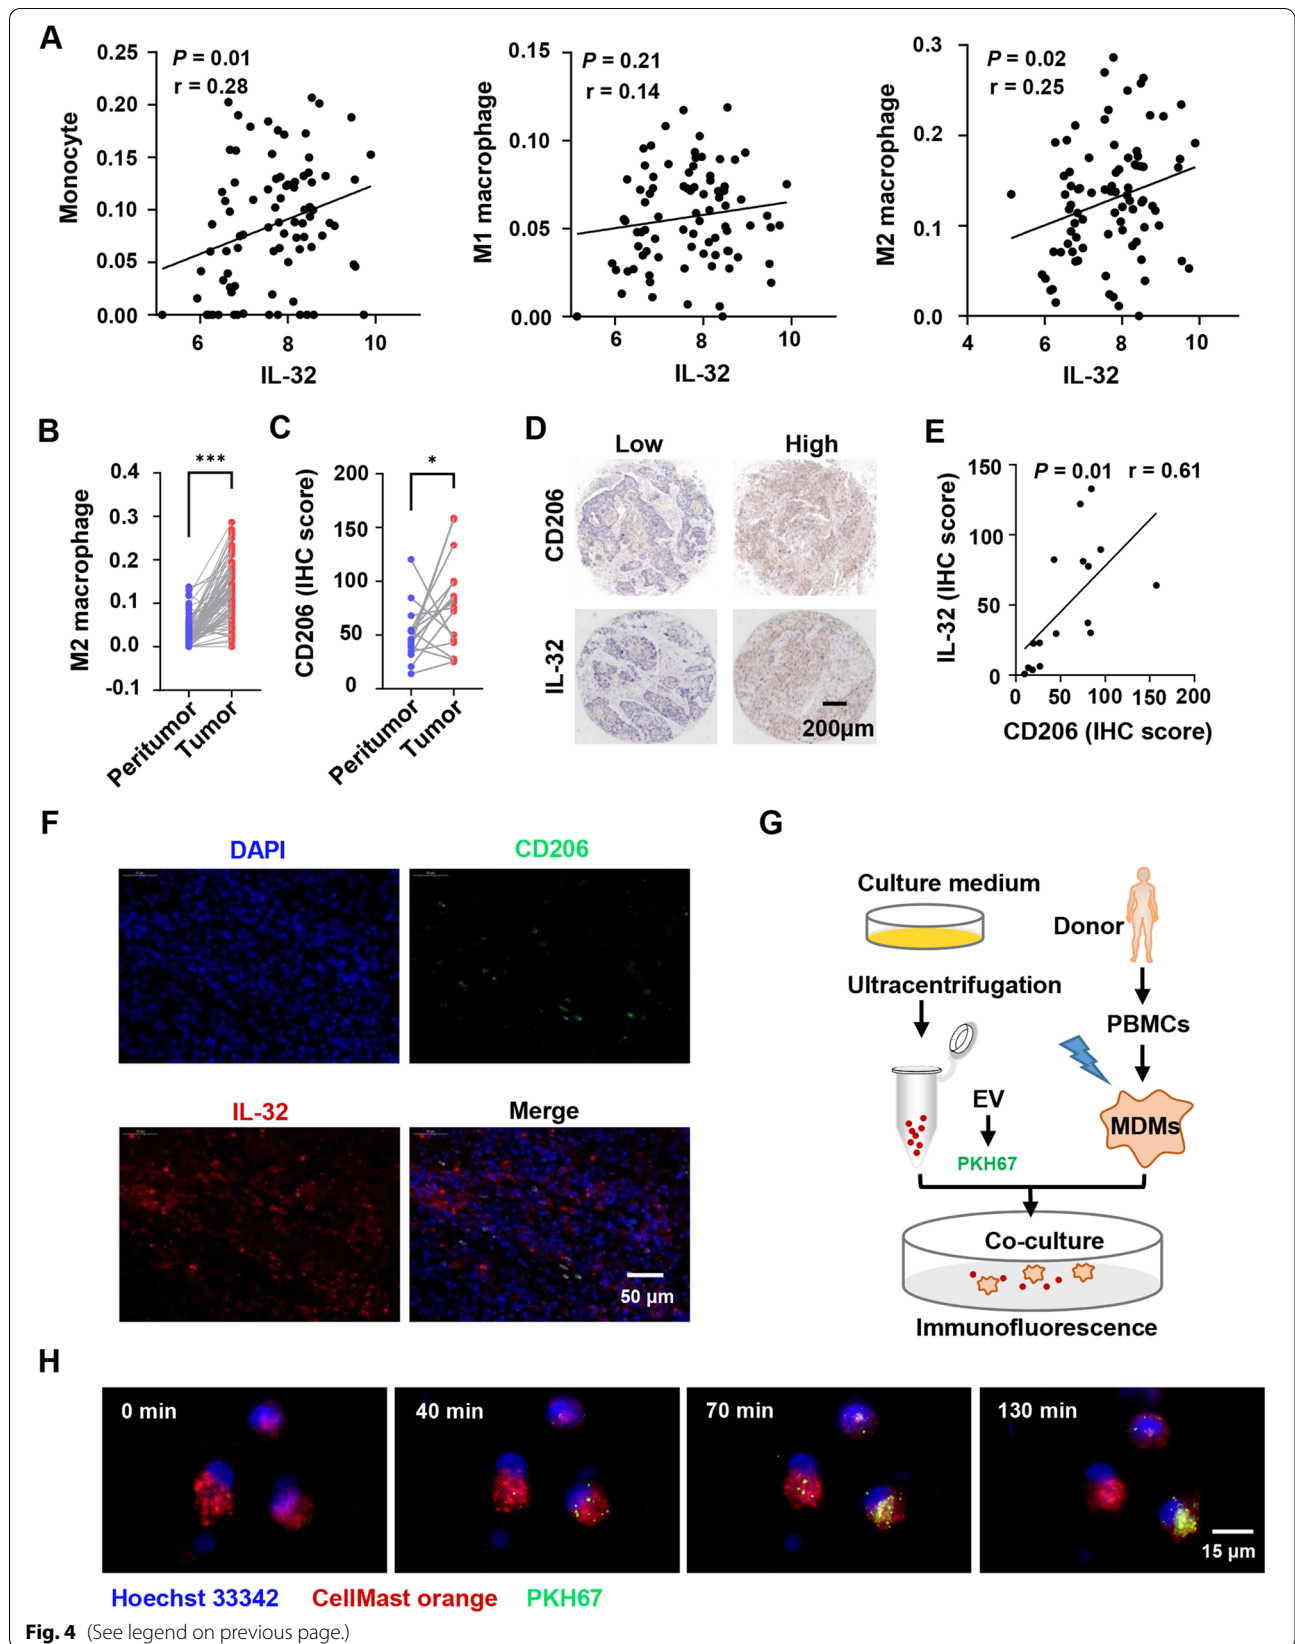 A
P = 0.01
r = 0.28
Monocyte
0.25
0.20
0.15
0.10
0.05
0.00
6
8
10
IL-32
P = 0.21
r = 0.14
M1 macrophage
0.15
0.10
0.05
0.00
6
8
10
IL-32
P = 0.02
r = 0.25
M2 macrophage
0.3
0.2
0.1
0.0
4
6
8
10
IL-32
B
***
M2 macrophage
0.4
0.3
0.2
0.1
0.0
-0.1
Peritumor
Tumor
C
*
CD206 (IHC score)
200
150
100
50
0
Peritumor
Tumor
D
Low
High
CD206
IL-32
200μm
E
P = 0.01
r = 0.61
IL-32 (IHC score)
150
100
50
0
0
50
100
150
200
CD206 (IHC score)
F
DAPI
CD206
IL-32
Merge
50 μm
G
Culture medium
Donor
Ultracentrifugation
PBMCs
EV
MDMs
PKH67
Co-culture
Immunofluorescence
H
0 min
40 min
70 min
130 min
15 μm
Hoechst 33342
CellMast orange
PKH67
Fig. 4 (See legend on previous page.)